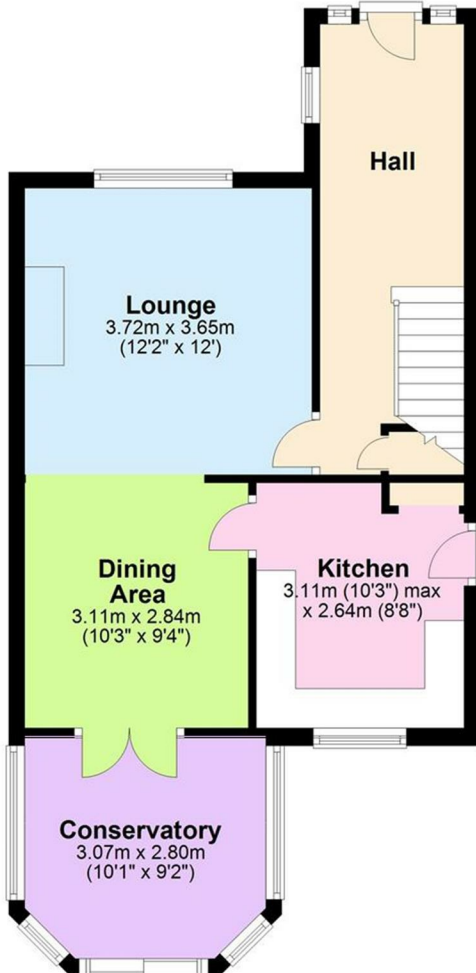 Hall
Lounge
3.72m x 3.65m
(12'2" x 12')
Dining
Area
3.11m x 2.84m
(10'3" x 9'4")
Kitchen
3.11m (10'3") max
x 2.64m (8'8")
Conservatory
3.07m x 2.80m
(10'1" x 9'2")